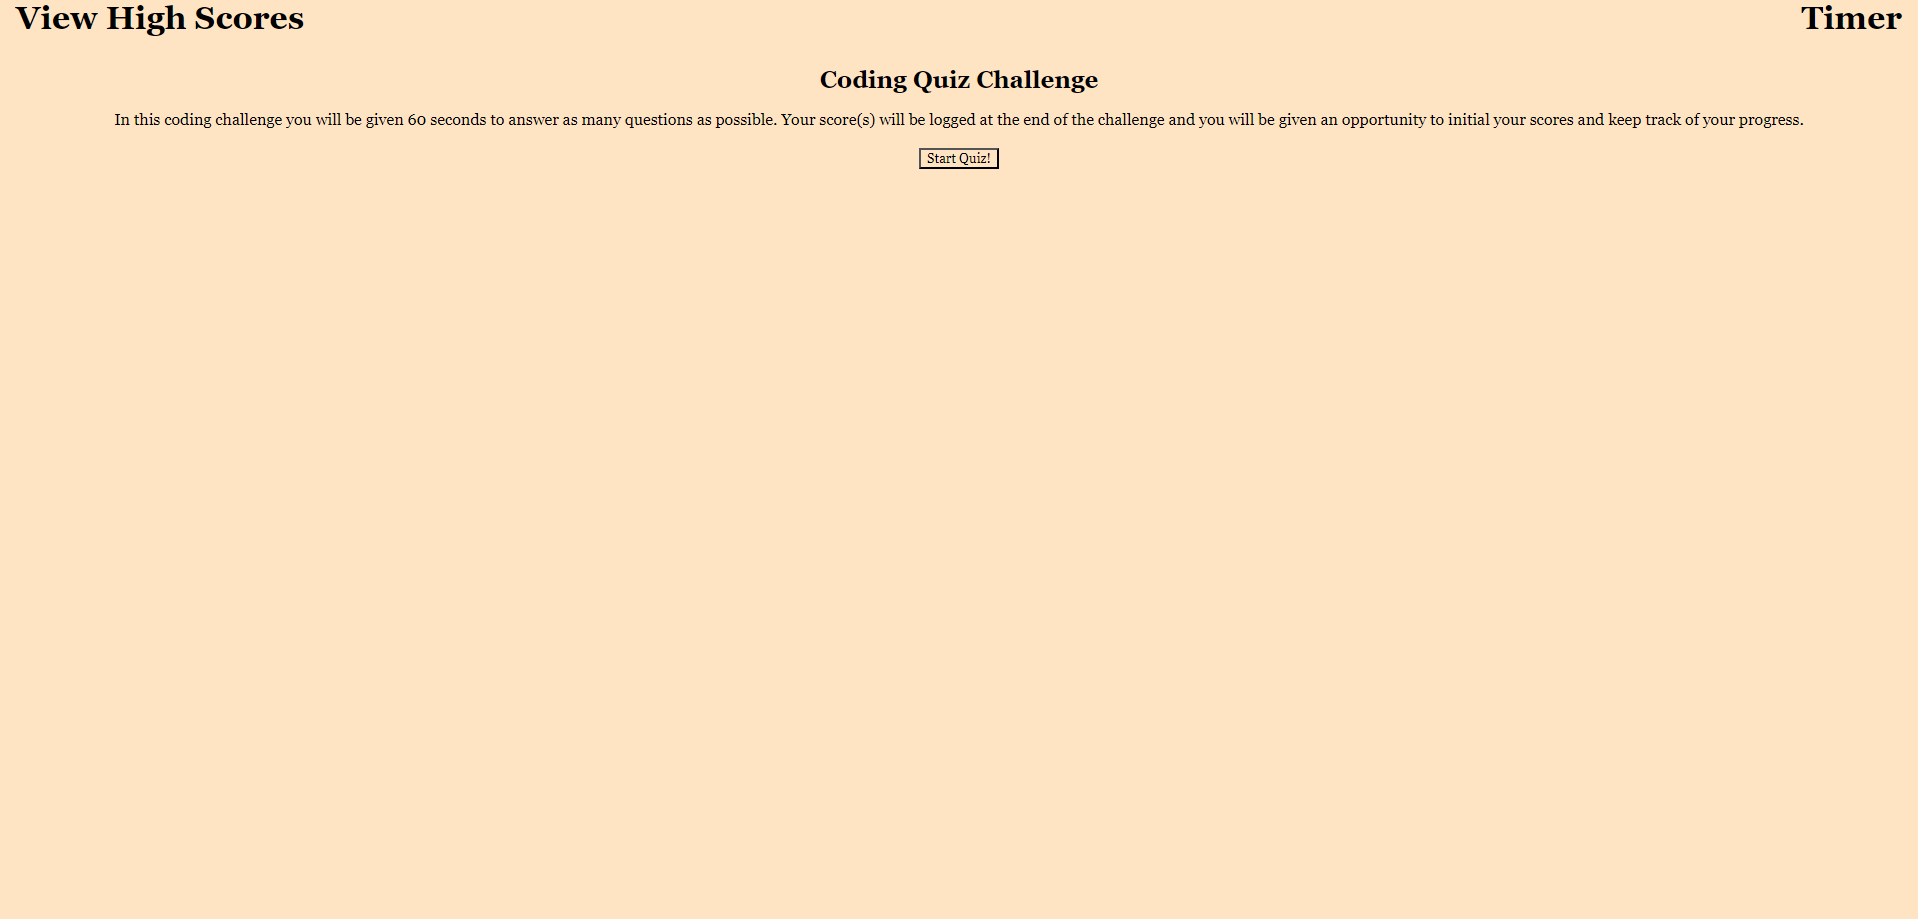 View High Scores
Timer
Coding Quiz Challenge
In this coding challenge you will be given 60 seconds to answer as many questions as possible. Your score(s) will be logged at the end of the challenge and you will be given an opportunity to initial your scores and keep track of your progress.
Start Quiz!